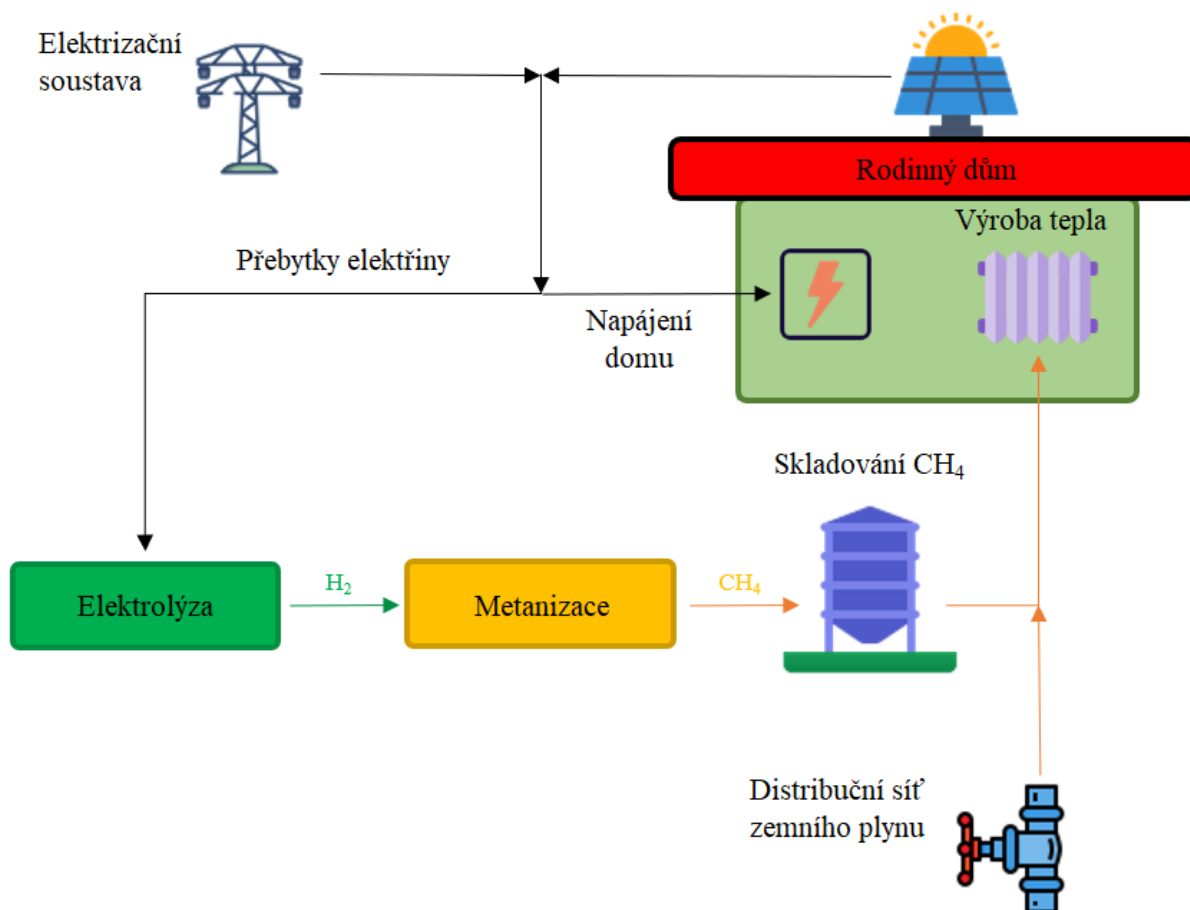 Elektrizační
soustava
Rodinný dům
Výroba tepla
Přebytky elektřiny
Napájení
domu
Skladování CH₄
Elektrolýza
H₂
Metanizace
CH₄
Distribuční síť
zemního plynu